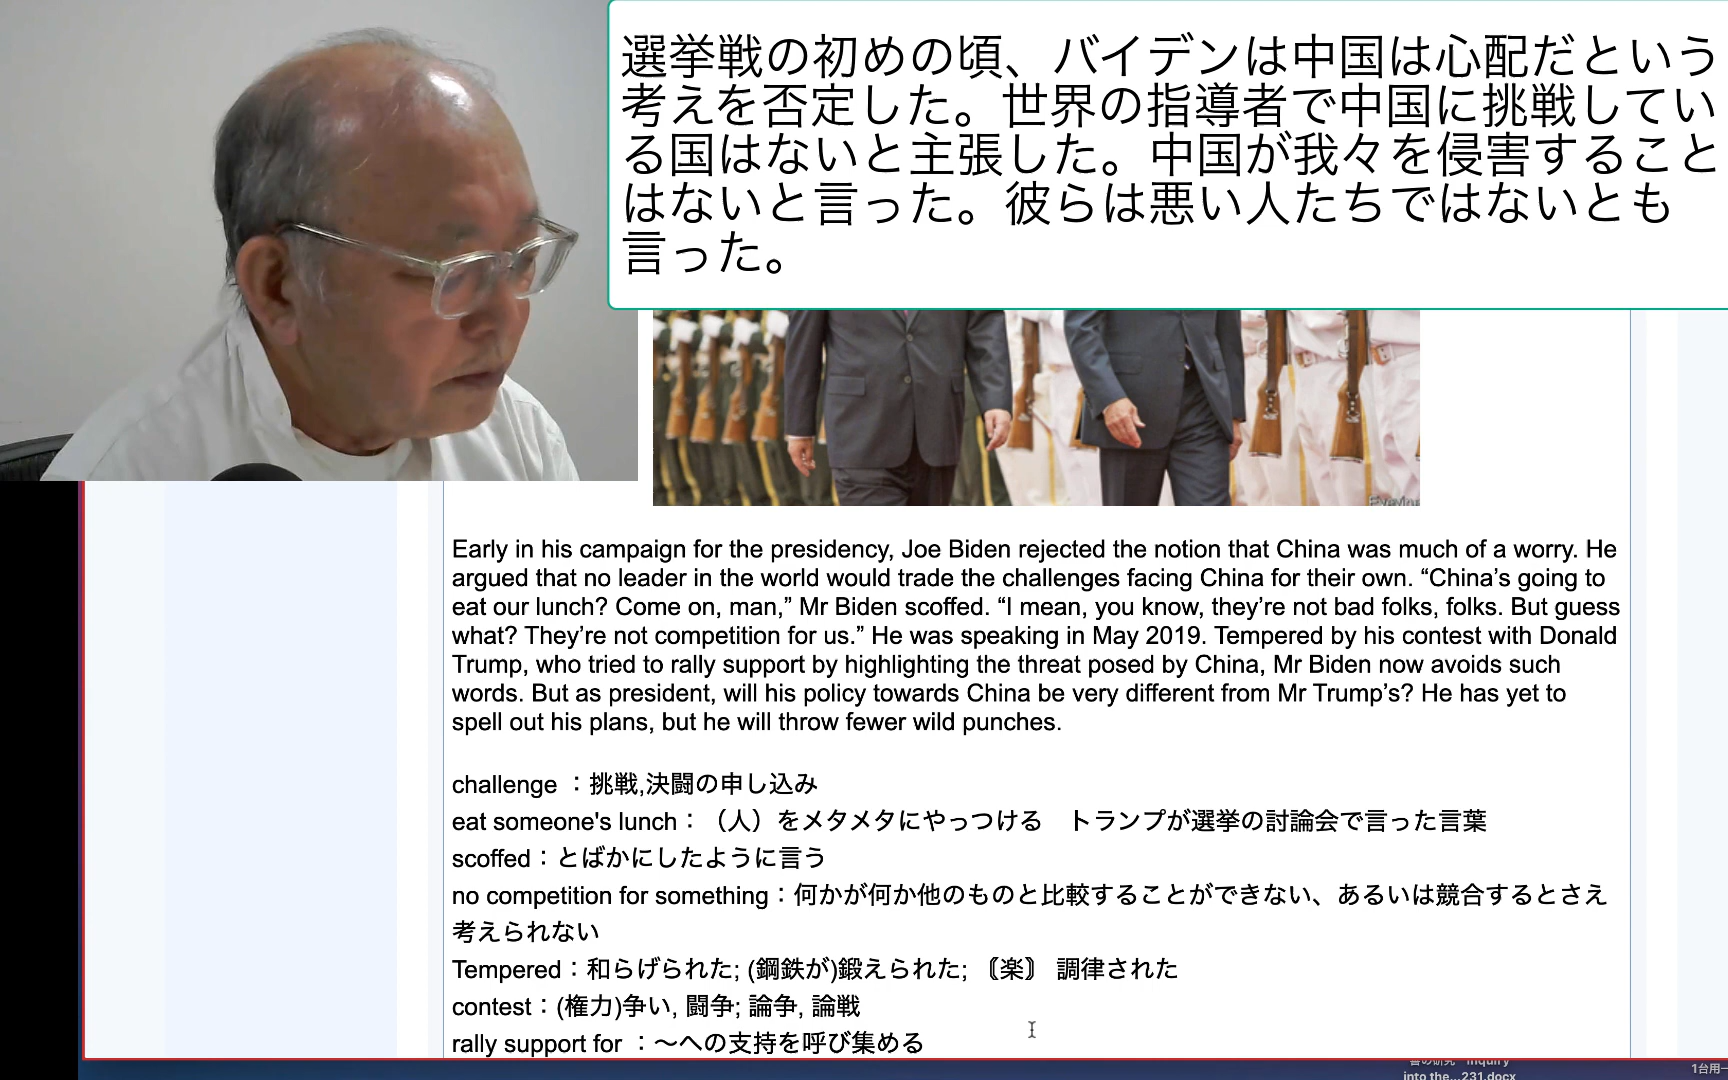 選挙戦の初めの頃、バイデンは中国は心配だという
考えを否定した。世界の指導者で中国に挑戦してい
る国はないと主張した。中国が我々を侵害すること
はないと言った。彼らは悪い人たちではないとも
言った。
Early in his campaign for the presidency, Joe Biden rejected the notion that China was much of a worry. He
argued that no leader in the world would trade the challenges facing China for their own. “China’s going to
eat our lunch? Come on, man,” Mr Biden scoffed. “I mean, you know, they’re not bad folks, folks. But guess
what? They’re not competition for us.” He was speaking in May 2019. Tempered by his contest with Donald
Trump, who tried to rally support by highlighting the threat posed by China, Mr Biden now avoids such
words. But as president, will his policy towards China be very different from Mr Trump’s? He has yet to
spell out his plans, but he will throw fewer wild punches.
challenge ：挑戦,決闘の申し込み
eat someone's lunch：（人）をメタメタにやっつける　トランプが選挙の討論会で言った言葉
scoffed：とばかにしたように言う
no competition for something：何かが何か他のものと比較することができない、あるいは競合するとさえ
考えられない
Tempered：和らげられた; (鋼鉄が)鍛えられた; 〘楽〙 調律された
contest：(権力)争い, 闘争; 論争, 論戦
rally support for ：〜への支持を呼び集める
into the...231.docx
1台用